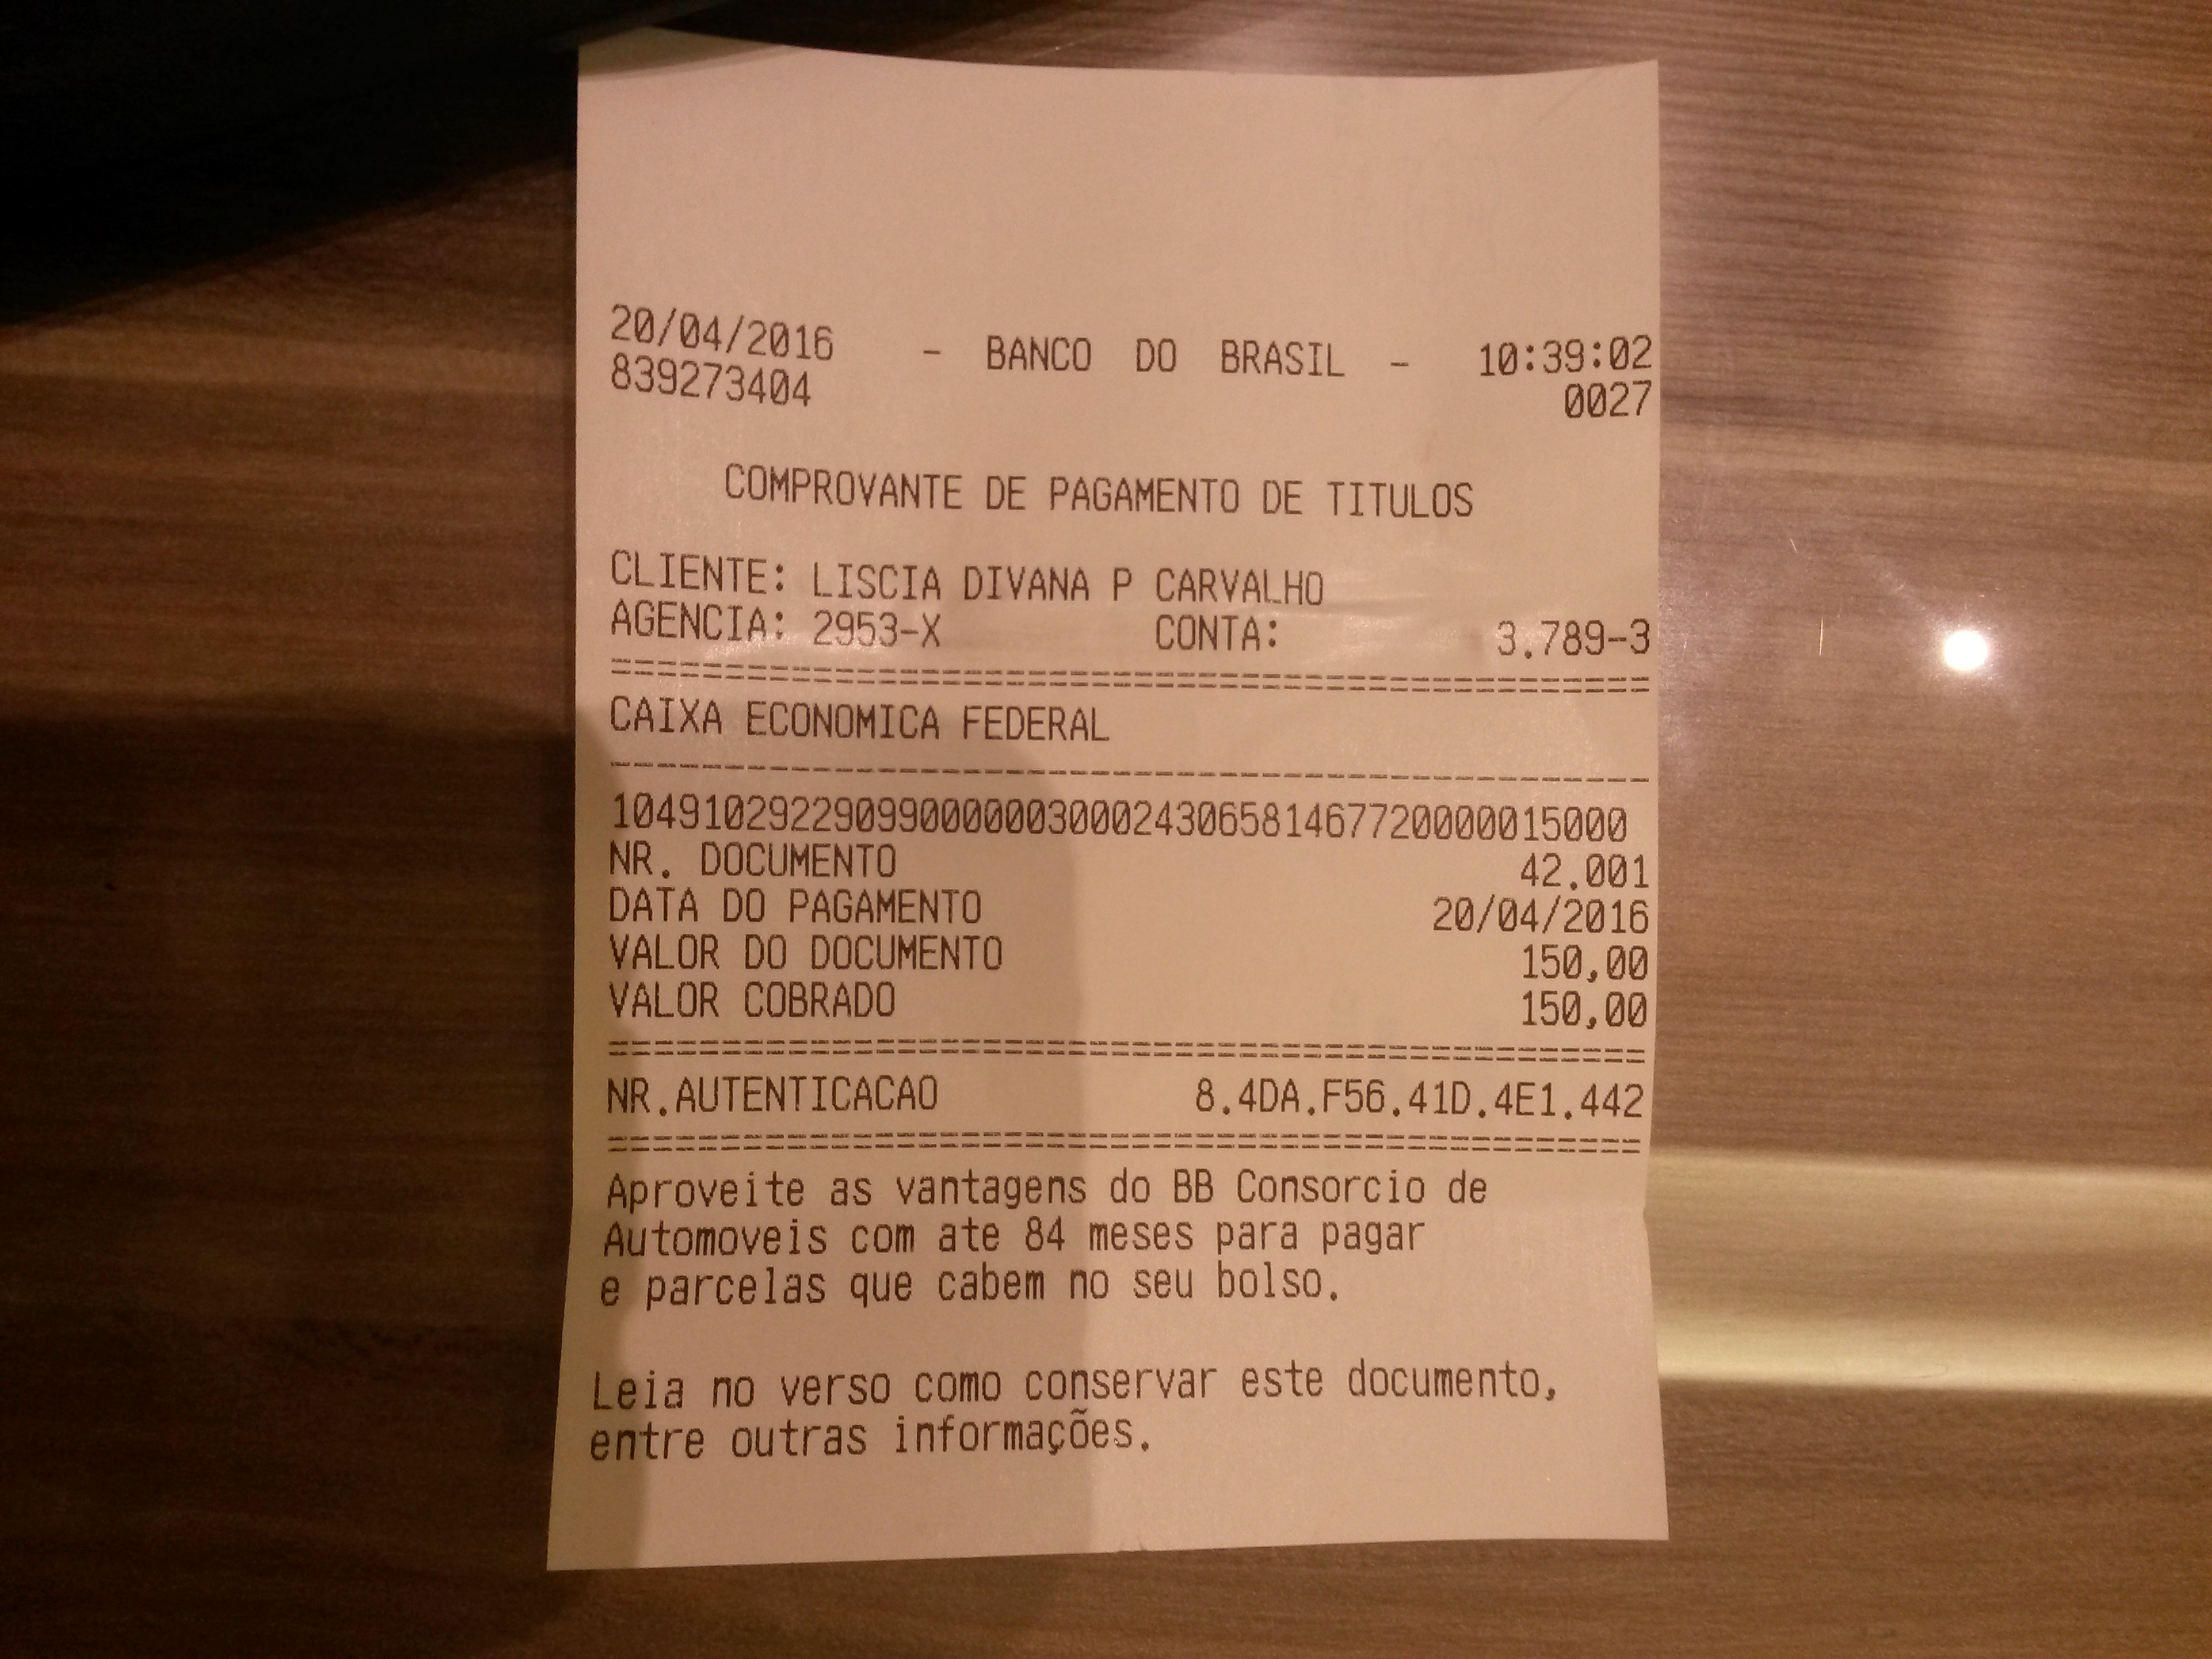 20/04/2016 - BANCO DO BRASIL - 10:39:02
839273404 0027
COMPROVANTE DE PAGAMENTO DE TITULOS
CLIENTE: LISCIA DIVANA P CARVALHO
AGENCIA: 2953-X CONTA: 3.789-3
================================================
CAIXA ECONOMICA FEDERAL
------------------------------------------------
10491029229099000000300024306581467720000015000
NR. DOCUMENTO 42.001
DATA DO PAGAMENTO 20/04/2016
VALOR DO DOCUMENTO 150,00
VALOR COBRADO 150,00
================================================
NR.AUTENTICACAO 8.4DA.F56.41D.4E1.442
================================================
Aproveite as vantagens do BB Consorcio de
Automoveis com ate 84 meses para pagar
e parcelas que cabem no seu bolso.
Leia no verso como conservar este documento,
entre outras informações.